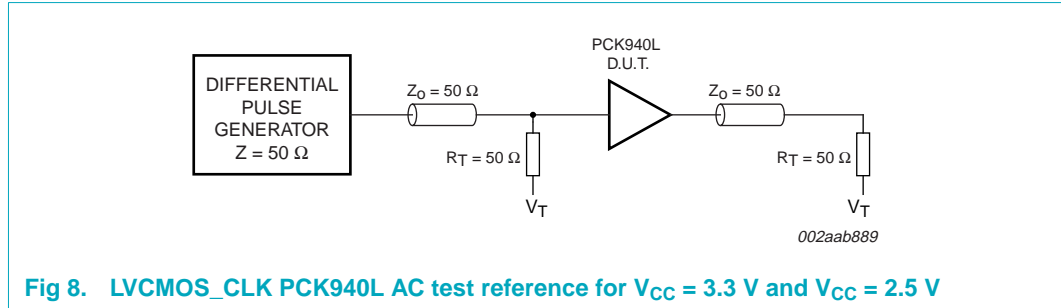 PCK940L
D.U.T.
DIFFERENTIAL
PULSE
GENERATOR
Z = 50 Ω
ZO = 50 Ω
ZO = 50 Ω
RT = 50 Ω
RT = 50 Ω
VT
VT
002aab889
Fig 8. LVCMOS_CLK PCK940L AC test reference for VCC = 3.3 V and VCC = 2.5 V